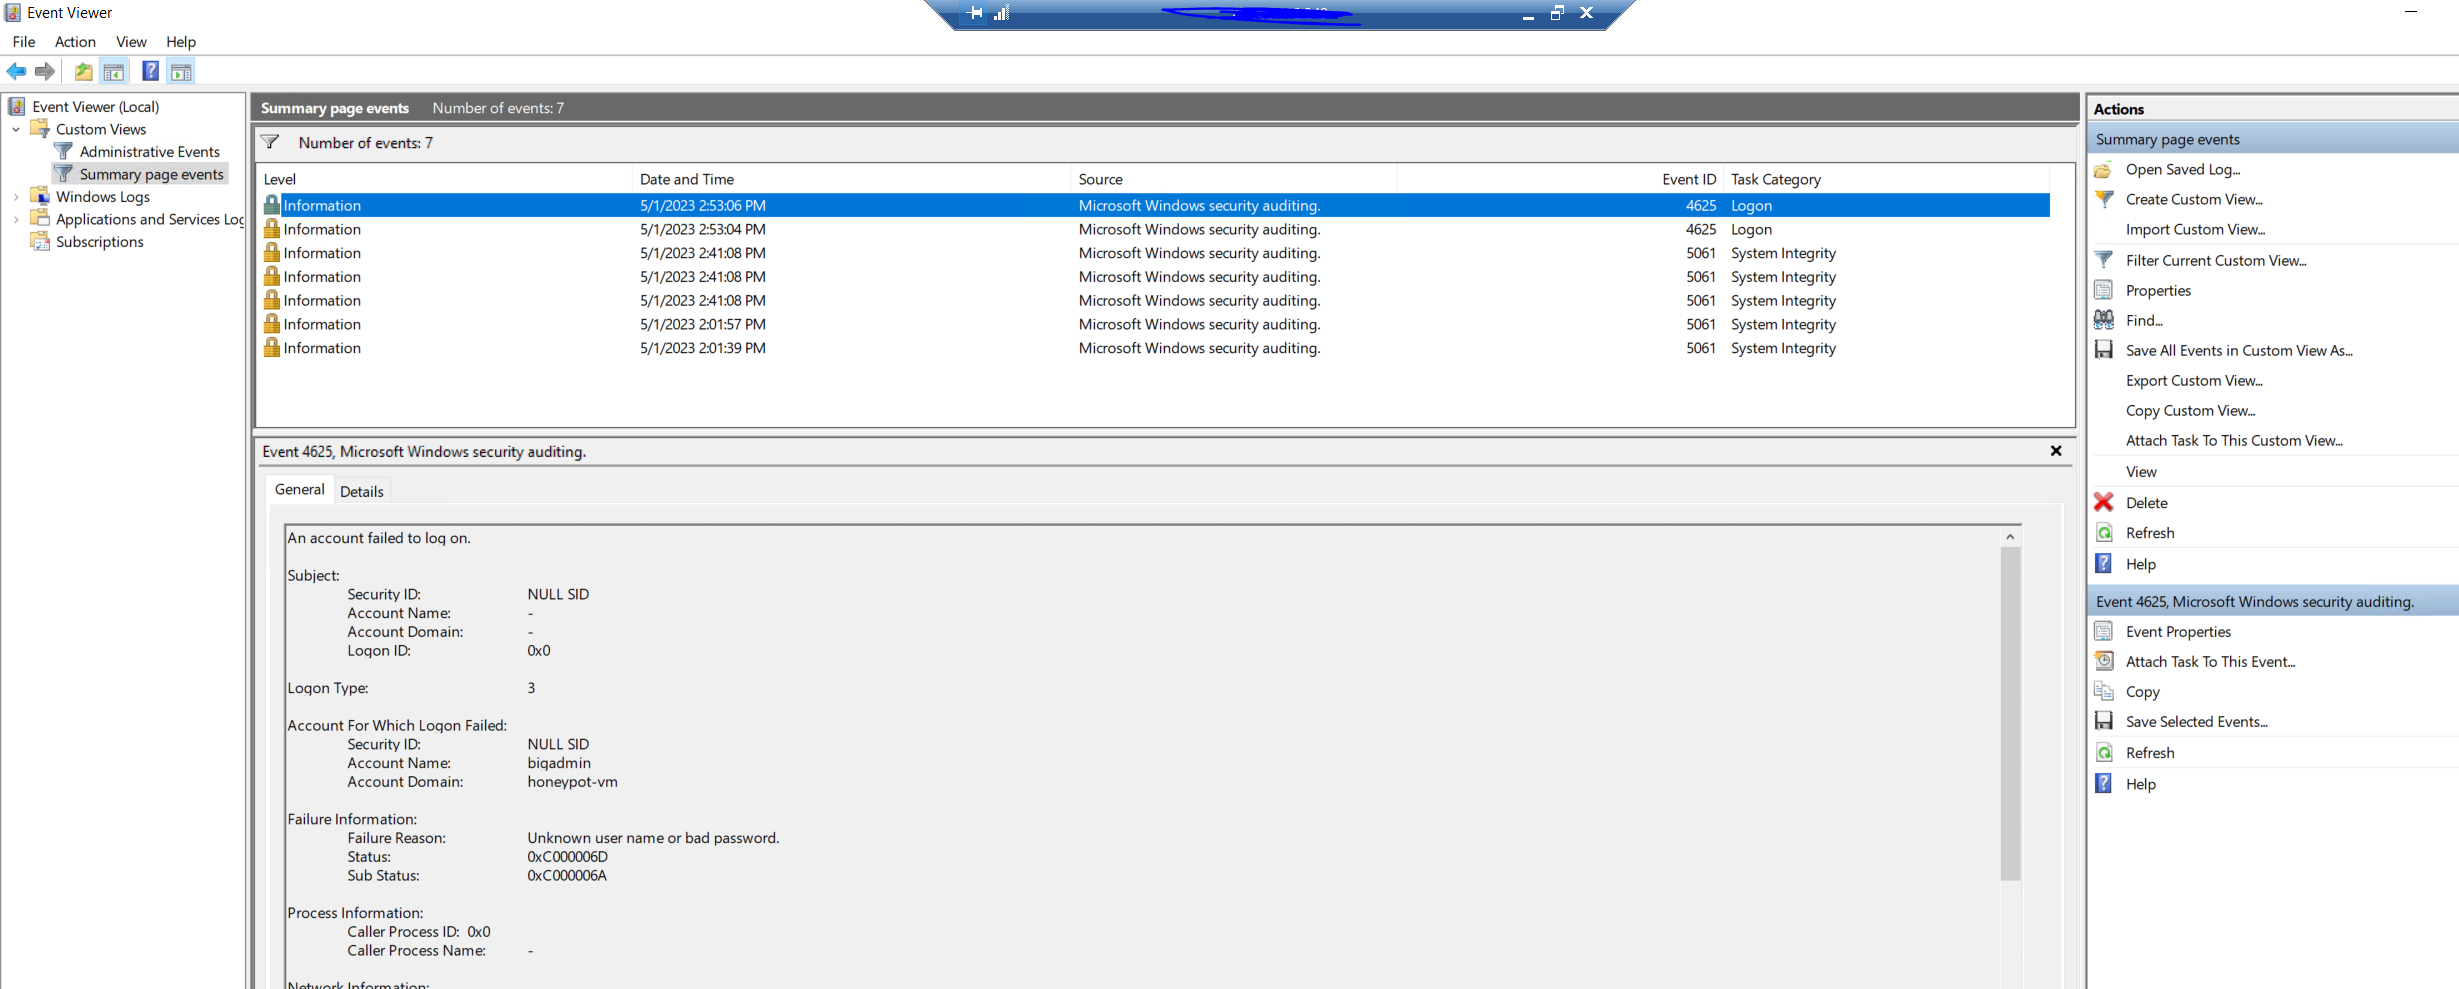 Event Viewer
File Action View Help
Event Viewer (Local)
Custom Views
Administrative Events
Summary page events
Windows Logs
Applications and Services Log
Subscriptions
Summary page events Number of events: 7
Number of events: 7
Level Date and Time Source Event ID Task Category
Information 5/1/2023 2:53:06 PM Microsoft Windows security auditing. 4625 Logon
Information 5/1/2023 2:53:04 PM Microsoft Windows security auditing. 4625 Logon
Information 5/1/2023 2:41:08 PM Microsoft Windows security auditing. 5061 System Integrity
Information 5/1/2023 2:41:08 PM Microsoft Windows security auditing. 5061 System Integrity
Information 5/1/2023 2:41:08 PM Microsoft Windows security auditing. 5061 System Integrity
Information 5/1/2023 2:01:57 PM Microsoft Windows security auditing. 5061 System Integrity
Information 5/1/2023 2:01:39 PM Microsoft Windows security auditing. 5061 System Integrity
Event 4625, Microsoft Windows security auditing.
General Details
An account failed to log on.
Subject:
Security ID: NULL SID
Account Name: -
Account Domain: -
Logon ID: 0x0
Logon Type: 3
Account For Which Logon Failed:
Security ID: NULL SID
Account Name: bigadmin
Account Domain: honeypot-vm
Failure Information:
Failure Reason: Unknown user name or bad password.
Status: 0xC000006D
Sub Status: 0xC000006A
Process Information:
Caller Process ID: 0x0
Caller Process Name: -
Network Information:
Actions
Summary page events
Open Saved Log...
Create Custom View...
Import Custom View...
Filter Current Custom View...
Properties
Find...
Save All Events in Custom View As...
Export Custom View...
Copy Custom View...
Attach Task To This Custom View...
View
Delete
Refresh
Help
Event 4625, Microsoft Windows security auditing.
Event Properties
Attach Task To This Event...
Copy
Save Selected Events...
Refresh
Help